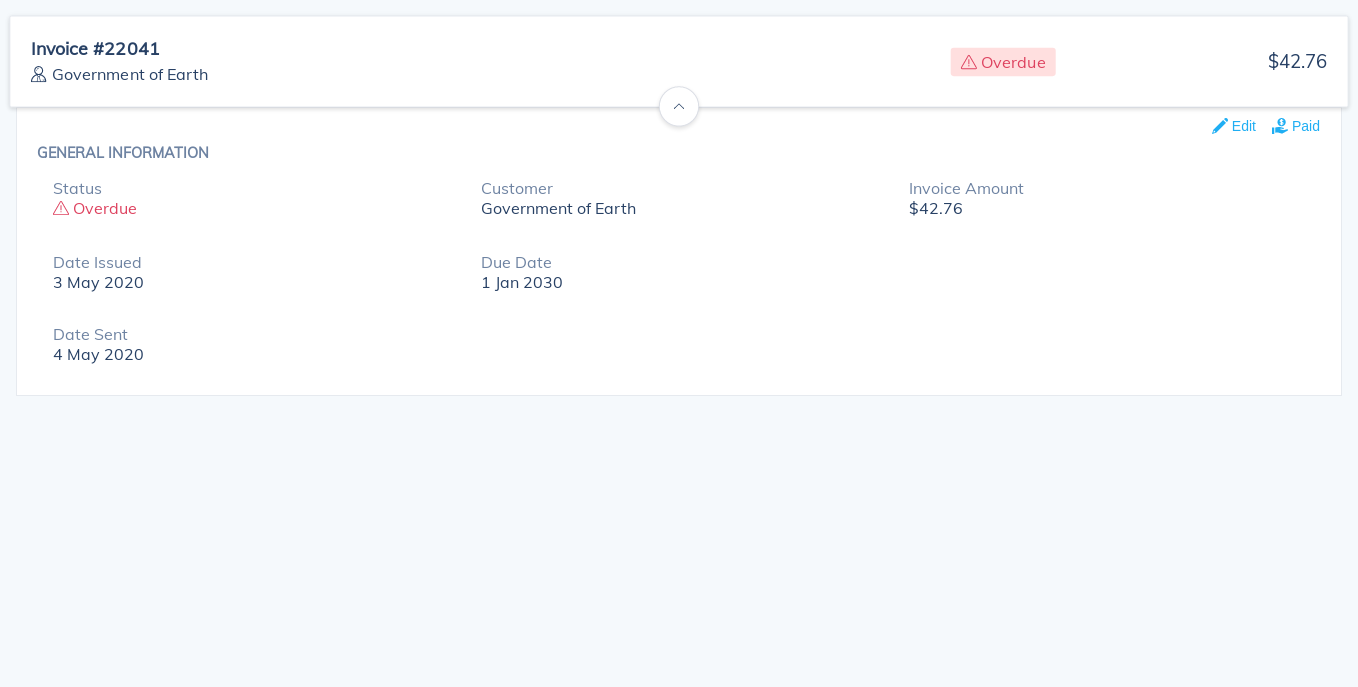 Invoice #22041
Government of Earth
Overdue
$42.76
Edit
Paid
GENERAL INFORMATION
Status
Overdue
Customer
Government of Earth
Invoice Amount
$42.76
Date Issued
3 May 2020
Due Date
1 Jan 2030
Date Sent
4 May 2020